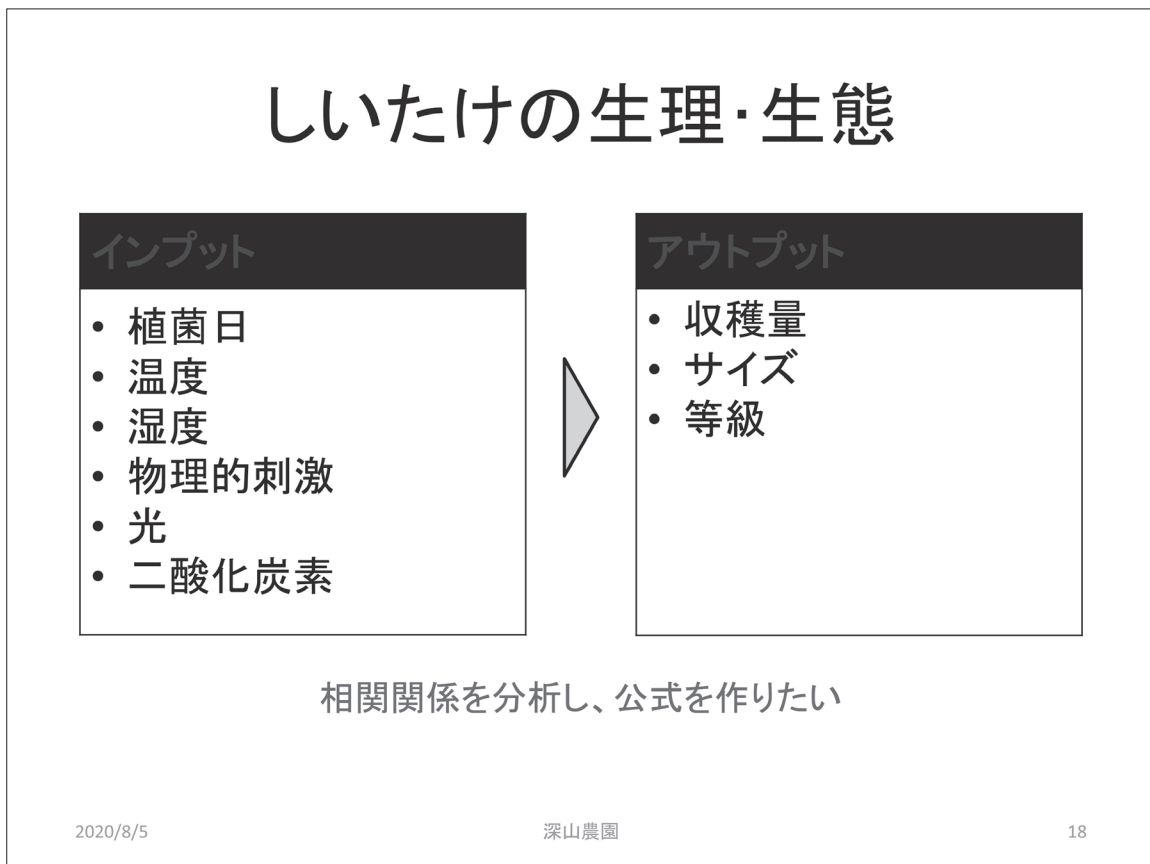 しいたけの生理・生態
インプット
• 植菌日
• 温度
• 湿度
• 物理的刺激
• 光
• 二酸化炭素
アウトプット
• 収穫量
• サイズ
• 等級
相関関係を分析し、公式を作りたい
2020/8/5
深山農園
18